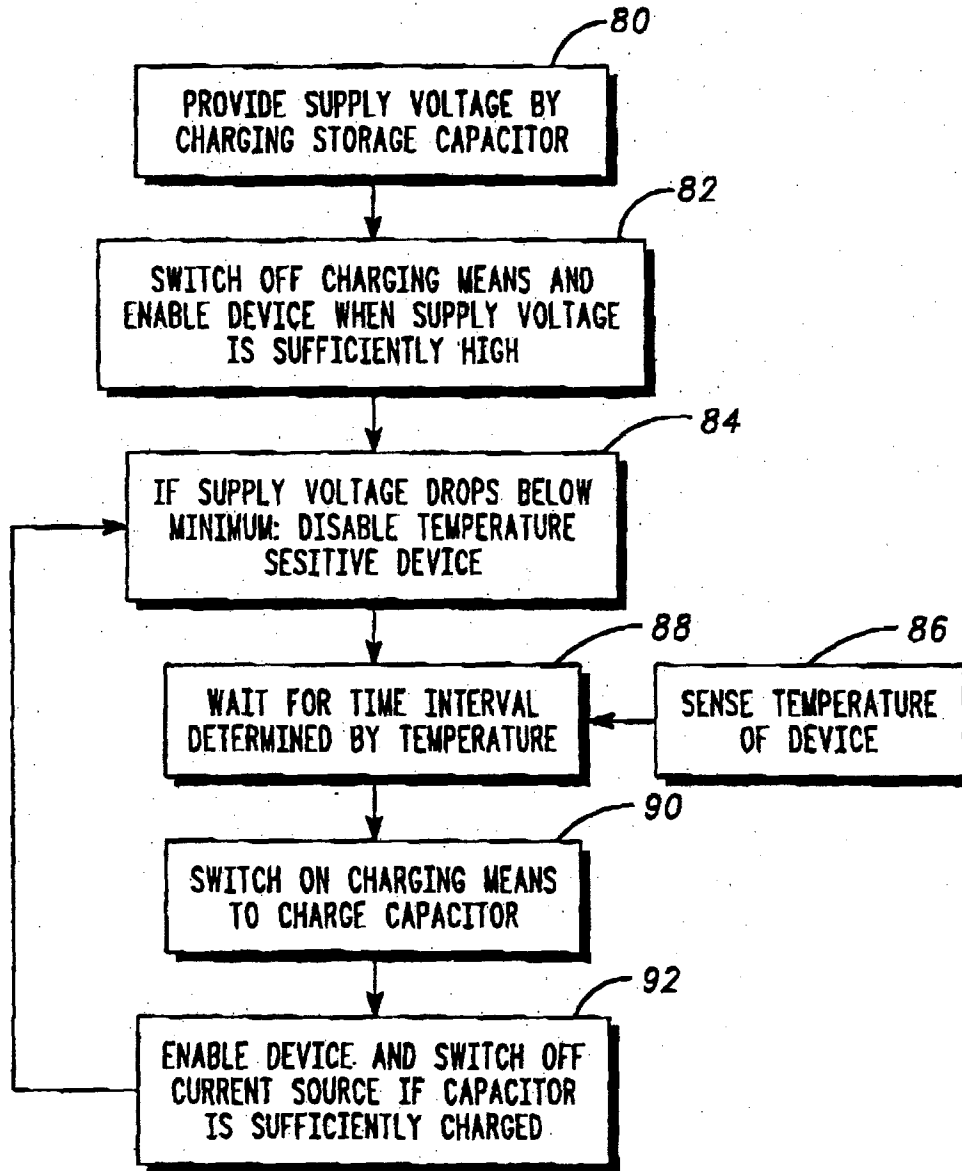 80
PROVIDE SUPPLY VOLTAGE BY
CHARGING STORAGE CAPACITOR
82
SWITCH OFF CHARGING MEANS AND
ENABLE DEVICE WHEN SUPPLY VOLTAGE
IS SUFFICIENTLY HIGH
84
IF SUPPLY VOLTAGE DROPS BELOW
MINIMUM: DISABLE TEMPERATURE
SESITIVE DEVICE
88
WAIT FOR TIME INTERVAL
DETERMINED BY TEMPERATURE
86
SENSE TEMPERATURE
OF DEVICE
90
SWITCH ON CHARGING MEANS
TO CHARGE CAPACITOR
92
ENABLE DEVICE AND SWITCH OFF
CURRENT SOURCE IF CAPACITOR
IS SUFFICIENTLY CHARGED